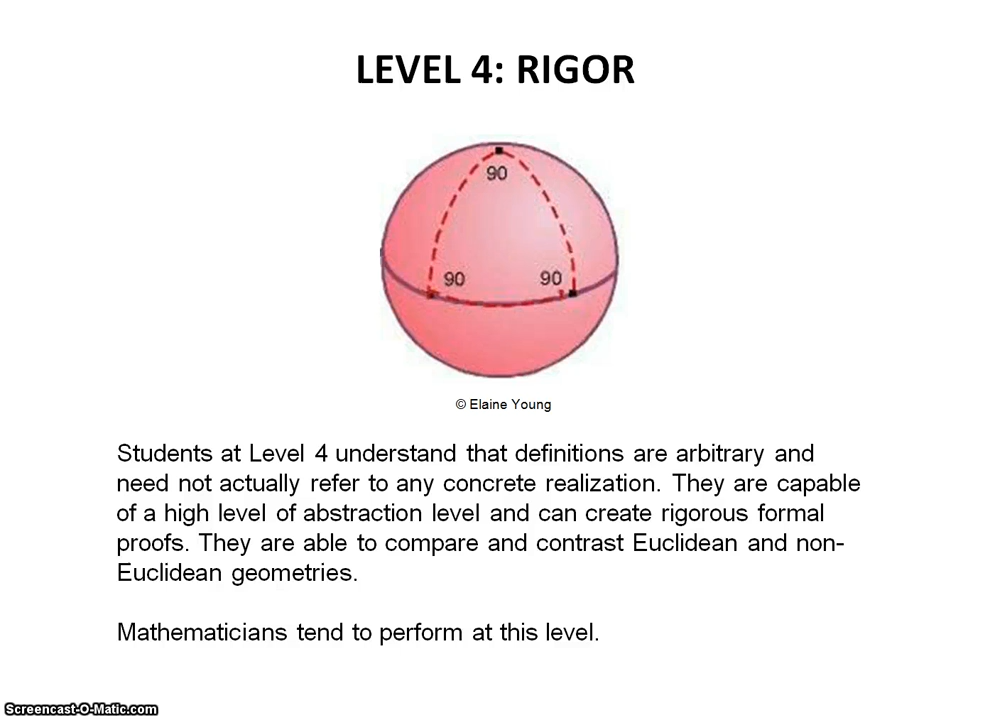 LEVEL 4: RIGOR
90
90
90
© Elaine Young
Students at Level 4 understand that definitions are arbitrary and
need not actually refer to any concrete realization. They are capable
of a high level of abstraction level and can create rigorous formal
proofs. They are able to compare and contrast Euclidean and non-
Euclidean geometries.
Mathematicians tend to perform at this level.
Screencast-O-Matic.com